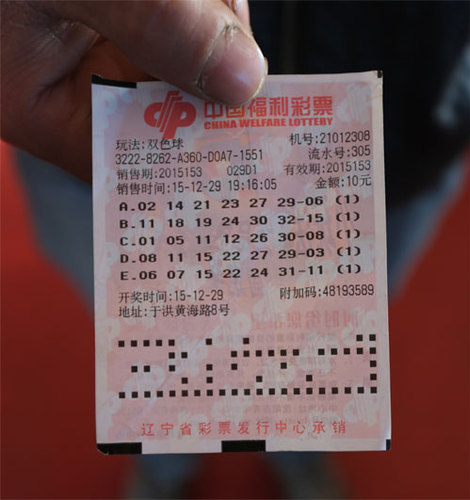 中国福利彩票
CHINA WELFARE LOTTERY
玩法:双色球 机号:21012308
3222-8262-A360-D0A7-1551 流水号:305
销售期:2015153 029D1 有效期:2015153
销售时间:15-12-29 19:16:05 金额:10元
A.02 14 21 23 27 29-06 (1)
B.11 18 19 24 30 32-15 (1)
C.01 05 11 12 26 30-08 (1)
D.08 11 15 22 27 29-03 (1)
E.06 07 15 22 24 31-11 (1)
开奖时间:15-12-29 附加码:48193589
地址:于洪黄海路8号
辽宁省彩票发行中心承销